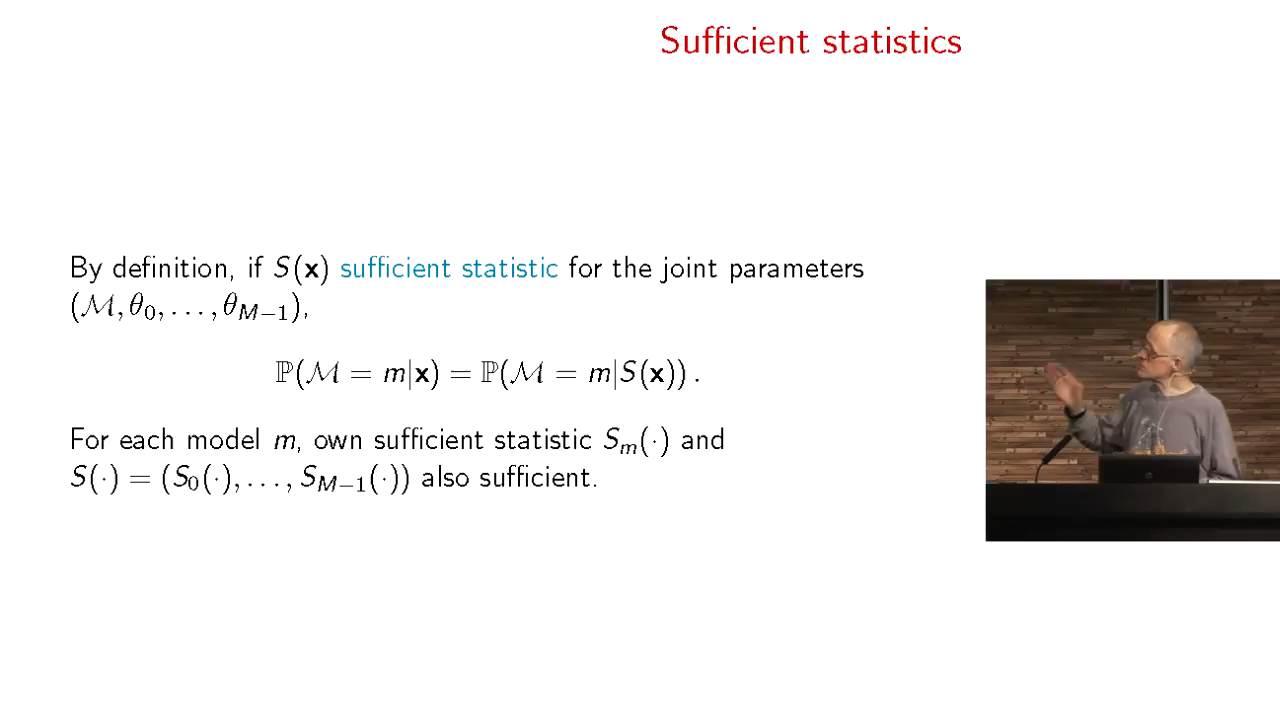 Sufficient statistics
By definition, if S(x) sufficient statistic for the joint parameters
(ℳ, θ₀, . . . , θ_{M−1}),
ℙ(ℳ = m|x) = ℙ(ℳ = m|S(x)) .
For each model m, own sufficient statistic Sₘ(·) and
S(·) = (S₀(·), . . . , S_{M−1}(·)) also sufficient.